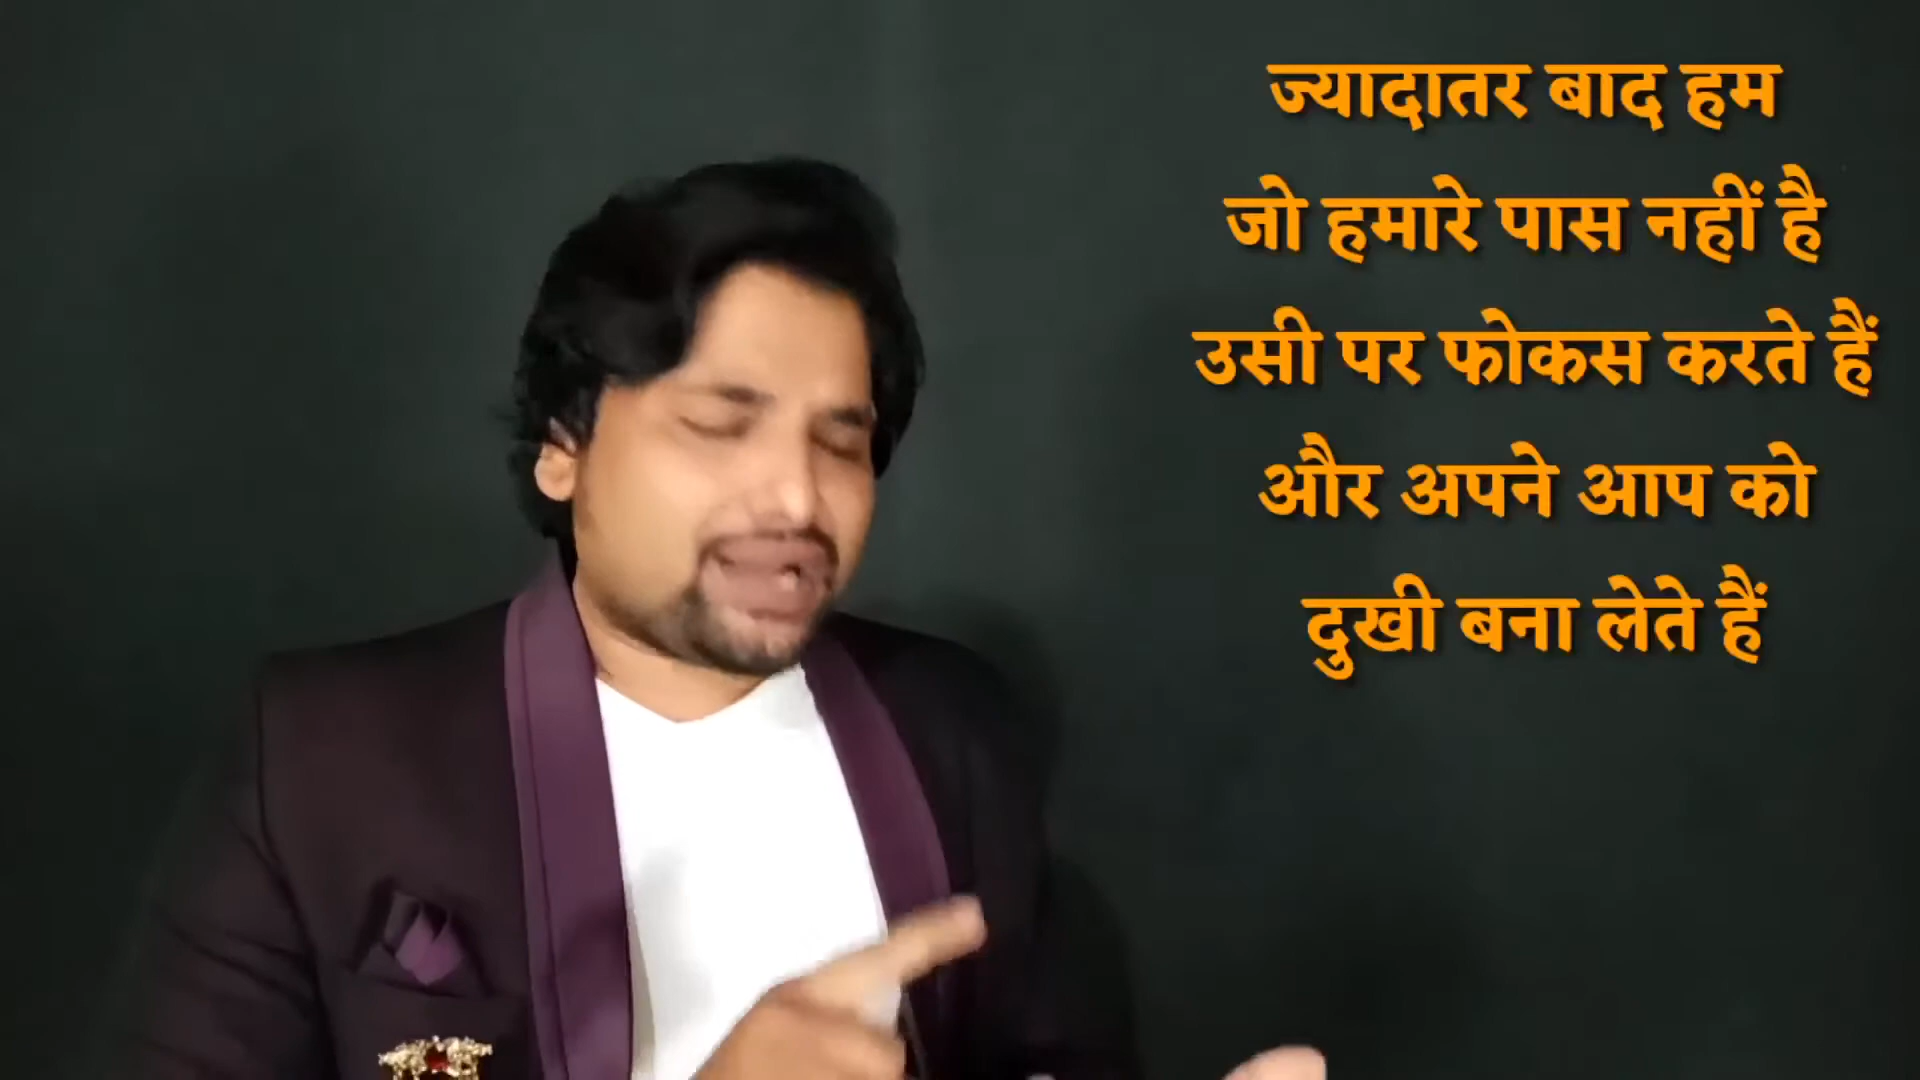 ज्यादातर बाद हम
जो हमारे पास नहीं है
उसी पर फोकस करते हैं
और अपने आप को
दुखी बना लेते हैं